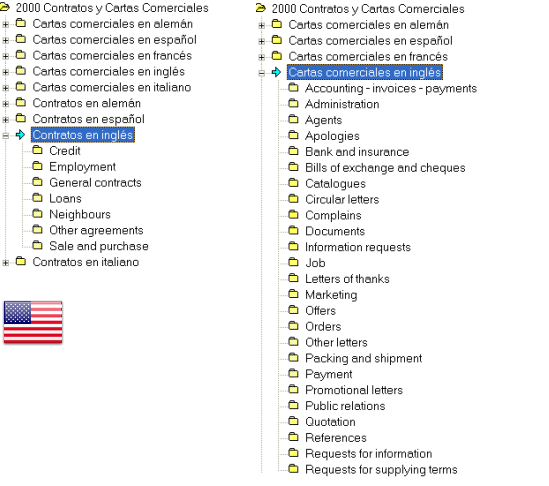 2000 Contratos y Cartas Comerciales
Cartas comerciales en alemán
Cartas comerciales en español
Cartas comerciales en francés
Cartas comerciales en inglés
Cartas comerciales en italiano
Contratos en alemán
Contratos en español
Contratos en inglés
Credit
Employment
General contracts
Loans
Neighbours
Other agreements
Sale and purchase
Contratos en italiano
2000 Contratos y Cartas Comerciales
Cartas comerciales en alemán
Cartas comerciales en español
Cartas comerciales en francés
Cartas comerciales en inglés
Accounting - invoices - payments
Administration
Agents
Apologies
Bank and insurance
Bills of exchange and cheques
Catalogues
Circular letters
Complains
Documents
Information requests
Job
Letters of thanks
Marketing
Offers
Orders
Other letters
Packing and shipment
Payment
Promotional letters
Public relations
Quotation
References
Requests for information
Requests for supplying terms